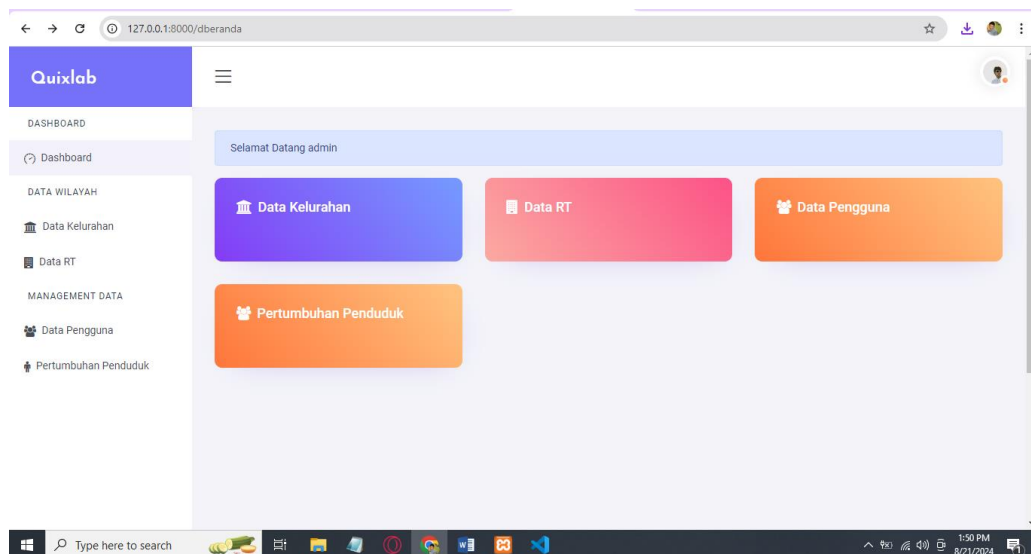 127.0.0.1:8000/dberanda
Quixlab
DASHBOARD
Dashboard
DATA WILAYAH
Data Kelurahan
Data RT
MANAGEMENT DATA
Data Pengguna
Pertumbuhan Penduduk
Selamat Datang admin
Data Kelurahan
Data RT
Data Pengguna
Pertumbuhan Penduduk
Type here to search
1:50 PM
8/21/2024